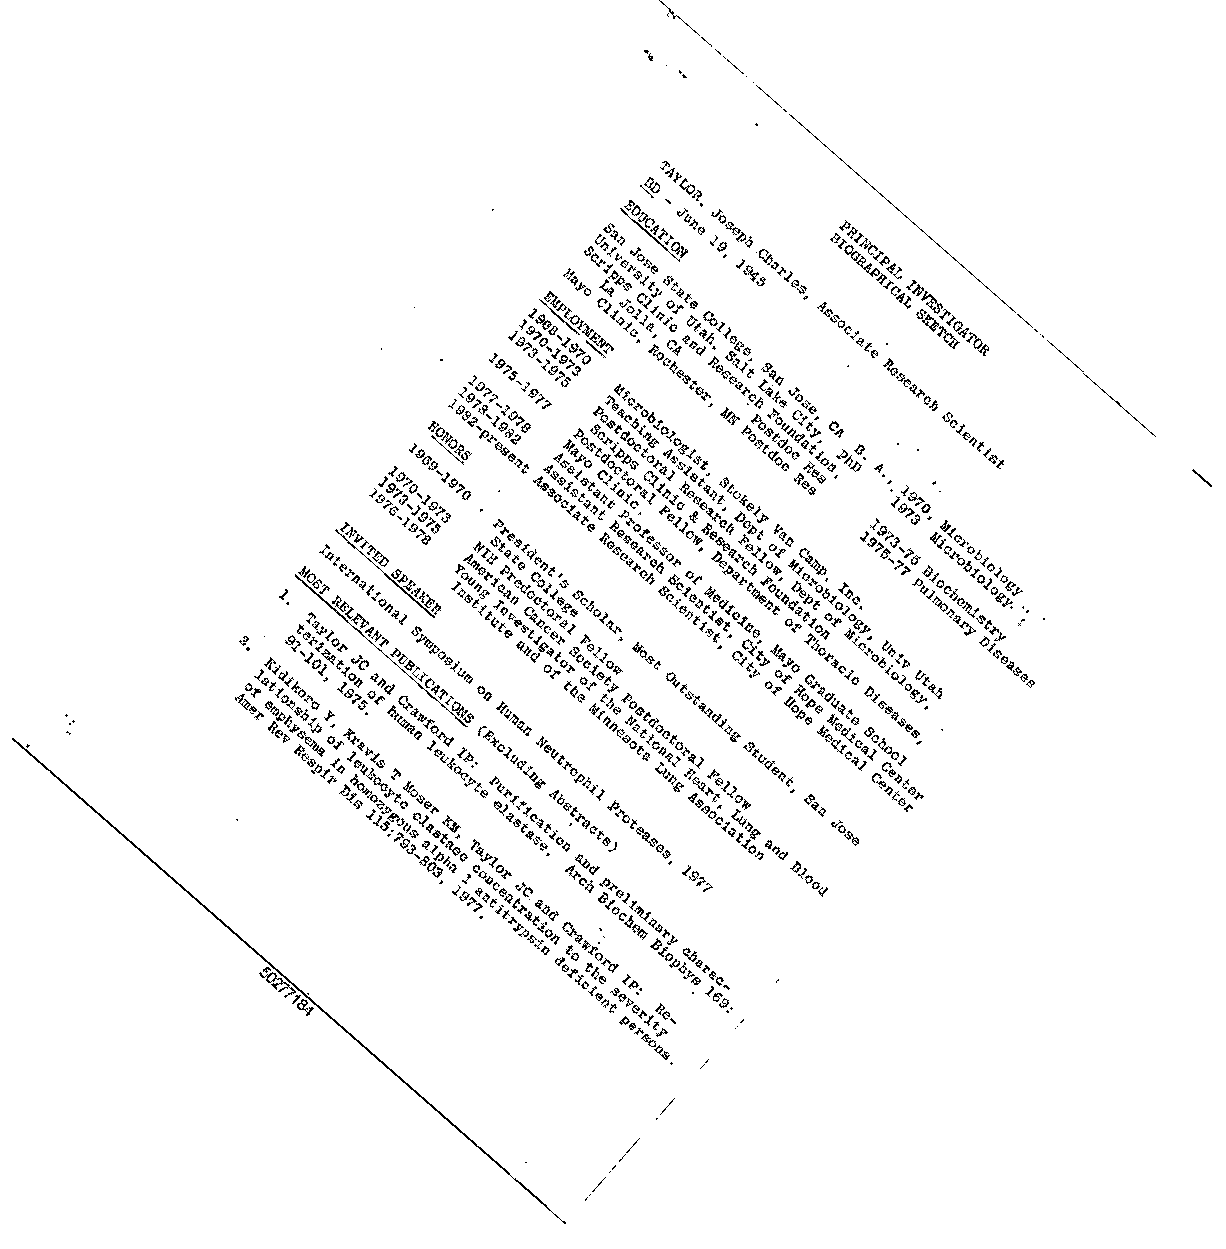 PRINCIPAL INVESTIGATOR
BIOGRAPHICAL SKETCH
TAYLOR, Joseph Charles, Associate Research Scientist
BD - June 19, 1945
EDUCATION
San Jose State College, San Jose, CA B. A., 1970, Microbiology.
University of Utah, Salt Lake City, PhD 1973 Microbiology.
Scripps Clinic and Research Foundation,
La Jolla, CA Postdoc Res 1973-75 Biochemistry
Mayo Clinic, Rochester, MN Postdoc Res 1975-77 Pulmonary Diseases
EMPLOYMENT
1968-1970 Microbiologist, Stokely Van Camp, Inc.
1970-1973 Teaching Assistant, Dept of Microbiology, Univ Utah
1973-1975 Postdoctoral Research Fellow, Dept of Microbiology,
Scripps Clinic & Research Foundation
1975-1977 Postdoctoral Fellow, Department of Thoracic Diseases,
Mayo Clinic.
1977-1978 Assistant Professor of Medicine, Mayo Graduate School
1978-1982 Assistant Research Scientist, City of Hope Medical Center
1982-present Associate Research Scientist, City of Hope Medical Center
HONORS
1969-1970 President's Scholar, Most Outstanding Student, San Jose
State College
1970-1973 NIH Predoctoral Fellow
1973-1975 American Cancer Society Postdoctoral Fellow
1976-1978 Young Investigator of the National Heart, Lung and Blood
Institute and of the Minnesota Lung Association
INVITED SPEAKER
International Symposium on Human Neutrophil Proteases, 1977
MOST RELEVANT PUBLICATIONS (Excluding Abstracts)
1. Taylor JC and Crawford IP: Purification and preliminary charac-
terization of human leukocyte elastase. Arch Biochem Biophys 169:
91-101, 1975.
2. Kidikoro Y, Kravis T Moser KM, Taylor JC and Crawford IP: Re-
lationship of leukocyte elastase concentration to the severity
of emphysema in homozygous alpha 1 antitrypsin deficient persons.
Amer Rev Respir Dis 115:793-803, 1977.
50277184